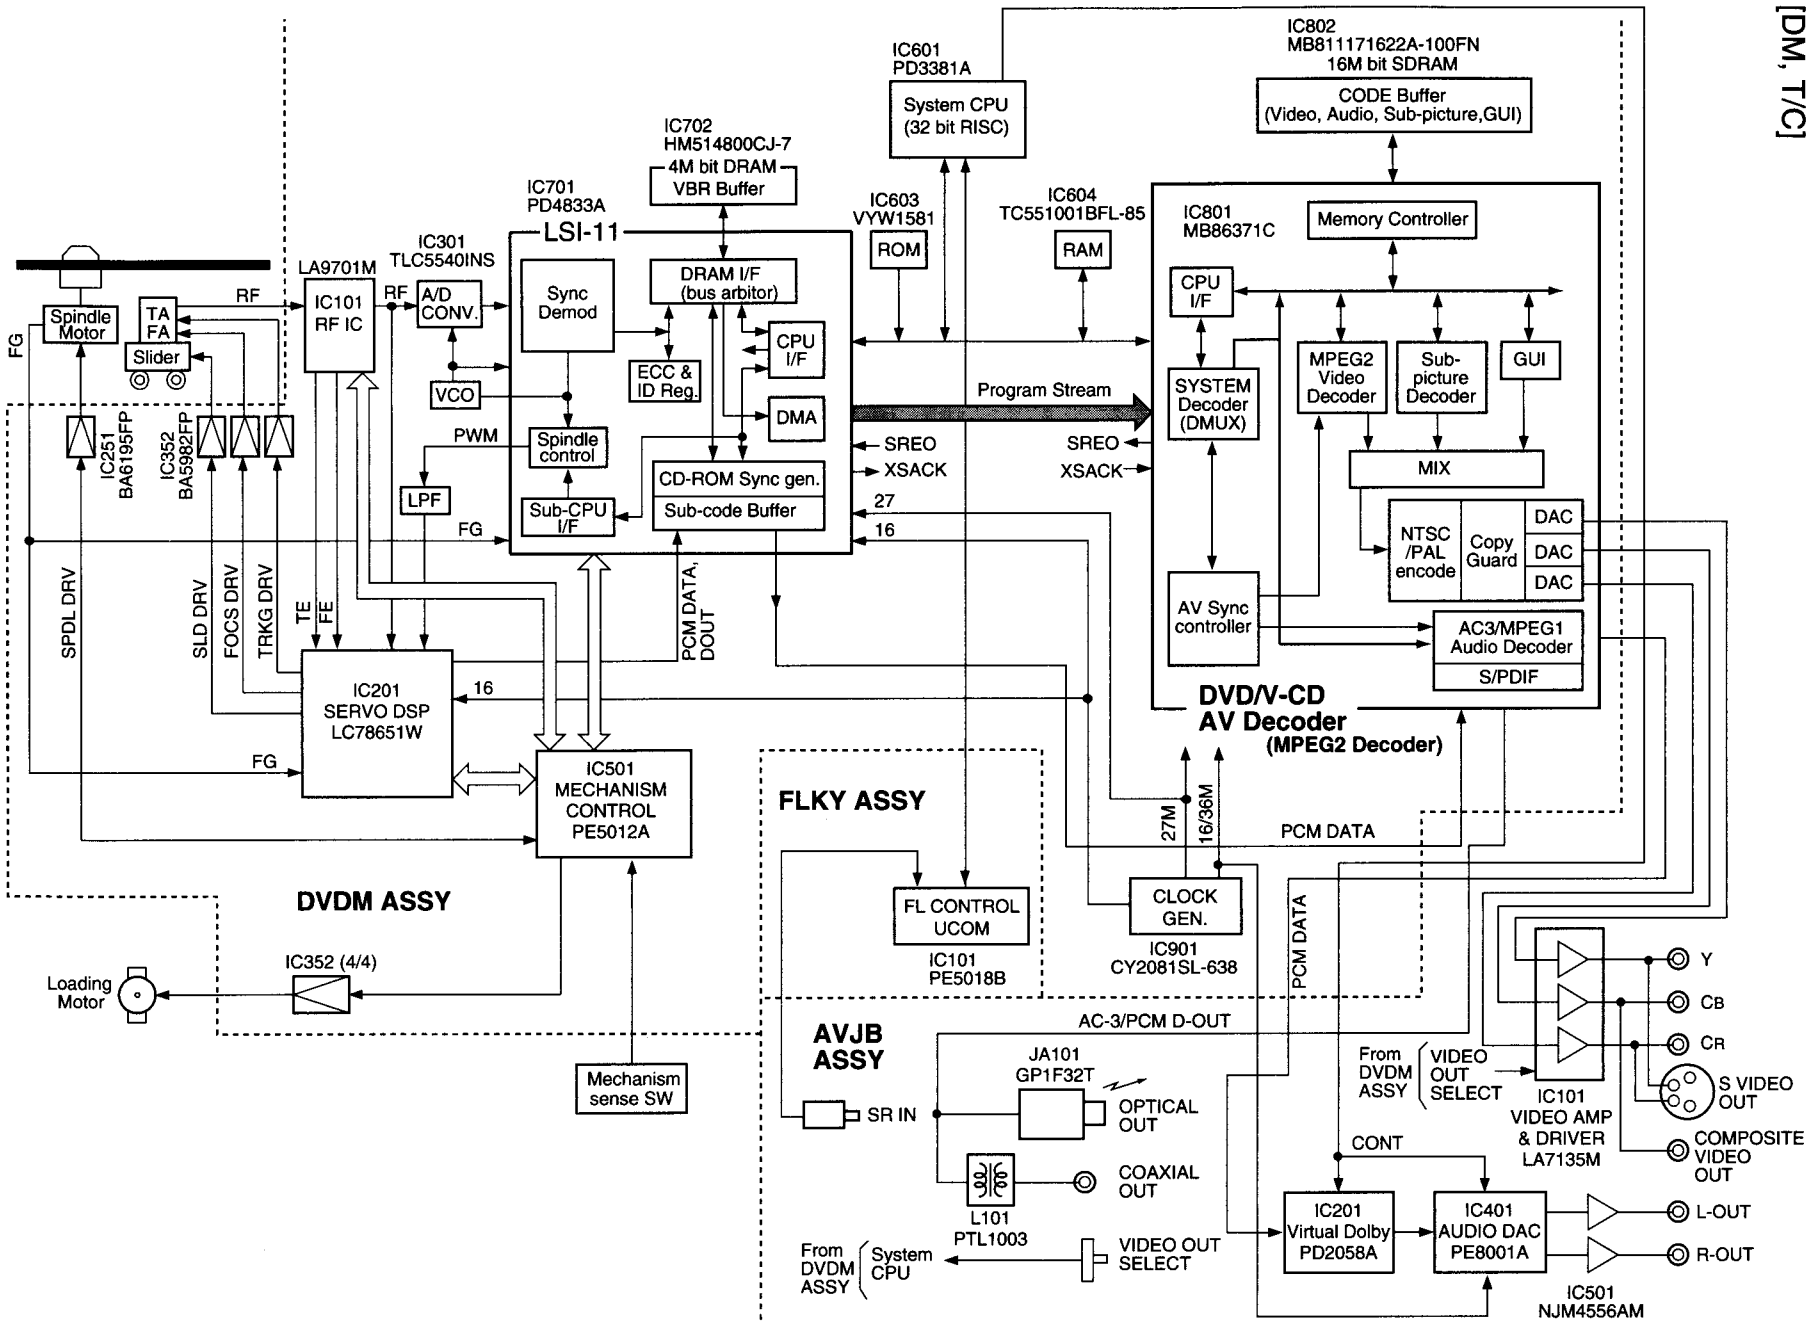 [DM, T/C]
IC802
MB811171622A-100FN
16M bit SDRAM
CODE Buffer
(Video, Audio, Sub-picture,GUI)
IC601
PD3381A
System CPU
(32 bit RISC)
IC702
HM514800CJ-7
4M bit DRAM
VBR Buffer
IC701
PD4833A
LSI-11
IC603
VYW1581
ROM
IC604
TC551001BFL-85
RAM
IC801
MB86371C
Memory Controller
CPU
I/F
IC301
TLC5540INS
A/D
CONV.
LA9701M
IC101
RF IC
RF
RF
Spindle
Motor
TA
FA
Slider
FG
Sync
Demod
DRAM I/F
(bus arbitor)
CPU
I/F
ECC &
ID Reg.
DMA
VCO
PWM
Spindle
control
LPF
Sub-CPU
I/F
CD-ROM Sync gen.
Sub-code Buffer
FG
Program Stream
SREO
XSACK
27
16
SREO
XSACK
SYSTEM
Decoder
(DMUX)
MPEG2
Video
Decoder
Sub-
picture
Decoder
GUI
MIX
NTSC
/PAL
encode
Copy
Guard
DAC
DAC
DAC
AV Sync
controller
AC3/MPEG1
Audio Decoder
S/PDIF
DVD/V-CD
AV Decoder
(MPEG2 Decoder)
IC251
BA6195FP
IC352
BA5982FP
SPDL DRV
SLD DRV
FOCS DRV
TRKG DRV
TE
FE
PCM DATA,
DOUT
16
IC201
SERVO DSP
LC78651W
FG
IC501
MECHANISM
CONTROL
PE5012A
DVDM ASSY
FLKY ASSY
FL CONTROL
UCOM
IC101
PE5018B
27M
16/36M
CLOCK
GEN.
IC901
CY2081SL-638
PCM DATA
PCM DATA
Loading
Motor
IC352 (4/4)
Mechanism
sense SW
AVJB
ASSY
AC-3/PCM D-OUT
JA101
GP1F32T
SR IN
OPTICAL
OUT
COAXIAL
OUT
L101
PTL1003
From
DVDM
ASSY
System
CPU
VIDEO OUT
SELECT
From
DVDM
ASSY
VIDEO
OUT
SELECT
IC101
VIDEO AMP
& DRIVER
LA7135M
Y
CB
CR
S VIDEO
OUT
COMPOSITE
VIDEO
OUT
CONT
IC201
Virtual Dolby
PD2058A
IC401
AUDIO DAC
PE8001A
L-OUT
R-OUT
IC501
NJM4556AM